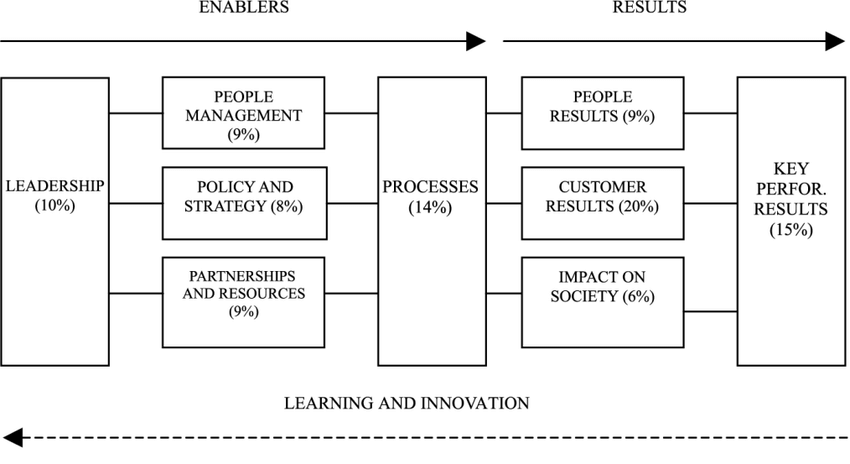 ENABLERS
RESULTS
LEADERSHIP
(10%)
PEOPLE
MANAGEMENT
(9%)
POLICY AND
STRATEGY (8%)
PARTNERSHIPS
AND RESOURCES
(9%)
PROCESSES
(14%)
PEOPLE
RESULTS (9%)
CUSTOMER
RESULTS (20%)
IMPACT ON
SOCIETY (6%)
KEY
PERFOR.
RESULTS
(15%)
LEARNING AND INNOVATION